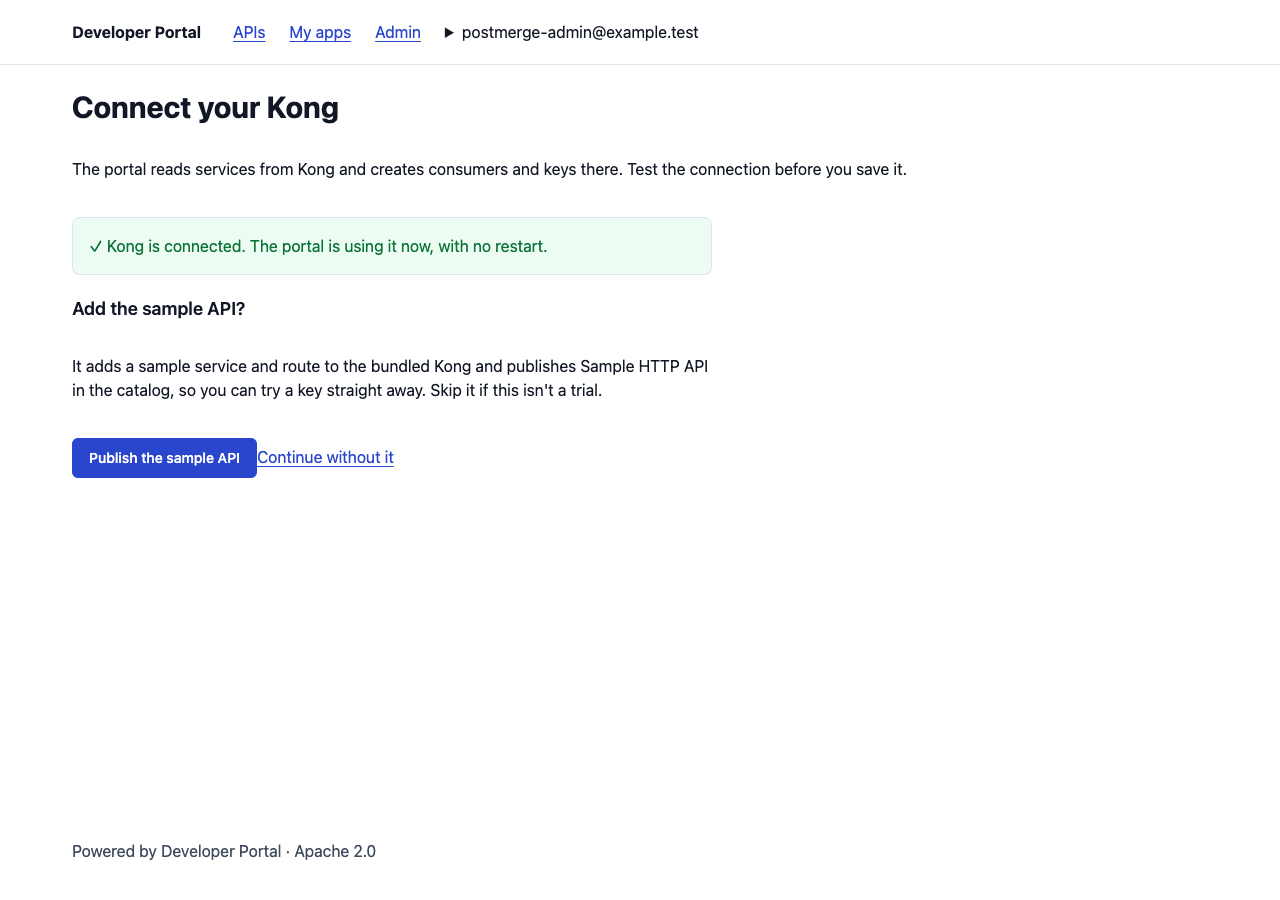 Developer Portal APIs My apps Admin ▶ postmerge-admin@example.test
Connect your Kong
The portal reads services from Kong and creates consumers and keys there. Test the connection before you save it.
✓ Kong is connected. The portal is using it now, with no restart.
Add the sample API?
It adds a sample service and route to the bundled Kong and publishes Sample HTTP API
in the catalog, so you can try a key straight away. Skip it if this isn't a trial.
Publish the sample API Continue without it
Powered by Developer Portal · Apache 2.0